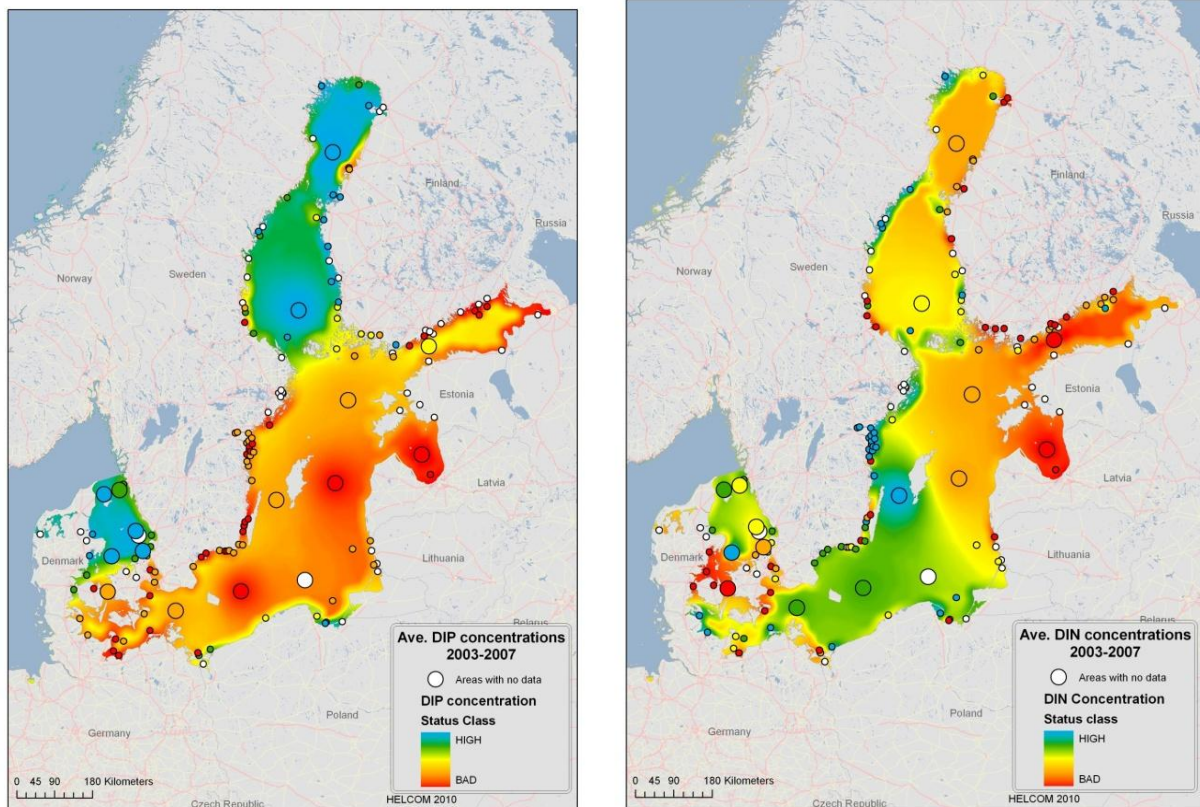 Finland
Russia
Norway
Sweden
Estonia
Latvia
Denmark
Lithuania
Belarus
Poland
Germany
Czech Republic
Ave. DIP concentrations
2003-2007
Areas with no data
DIP concentration
Status Class
HIGH
BAD
0 45 90 180 Kilometers
HELCOM 2010
Finland
Russia
Norway
Sweden
Estonia
Latvia
Denmark
Lithuania
Belarus
Poland
Germany
Czech Republic
Ave. DIN concentrations
2003-2007
Areas with no data
DIN Concentration
Status class
HIGH
BAD
0 45 90 180 Kilometers
HELCOM 2010